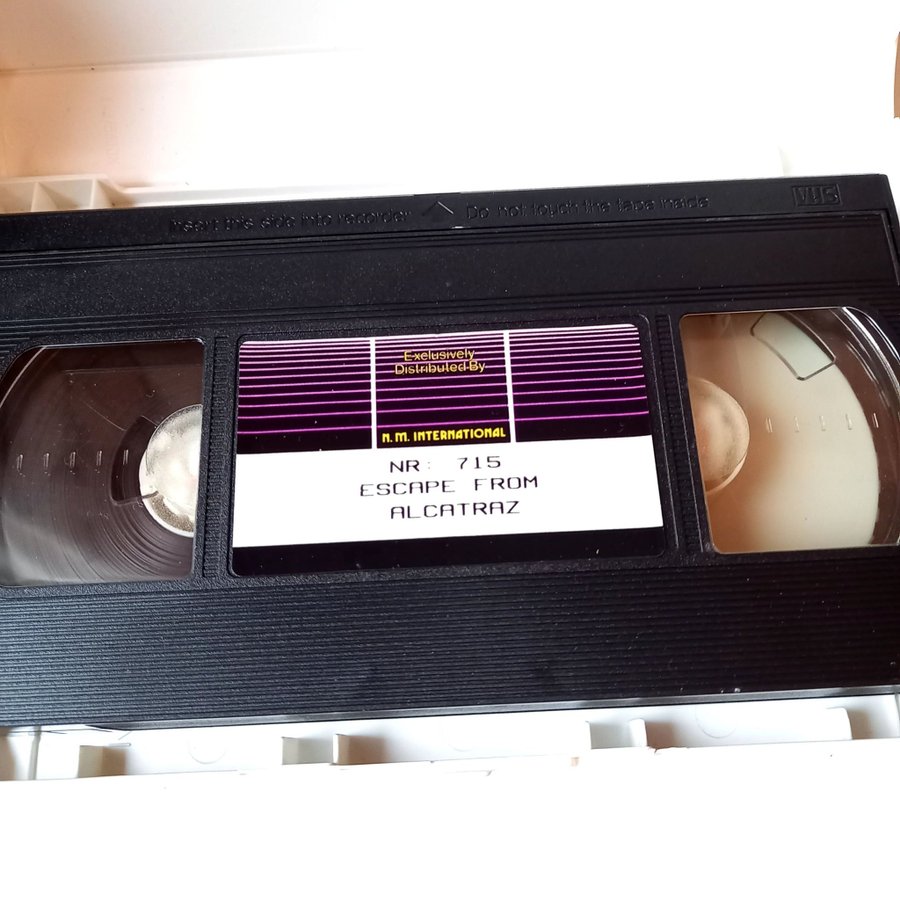 Insert this side into recorder Do not touch the tape inside VHS
Exclusively
Distributed By
N.M. INTERNATIONAL
NR: 715
ESCAPE FROM
ALCATRAZ